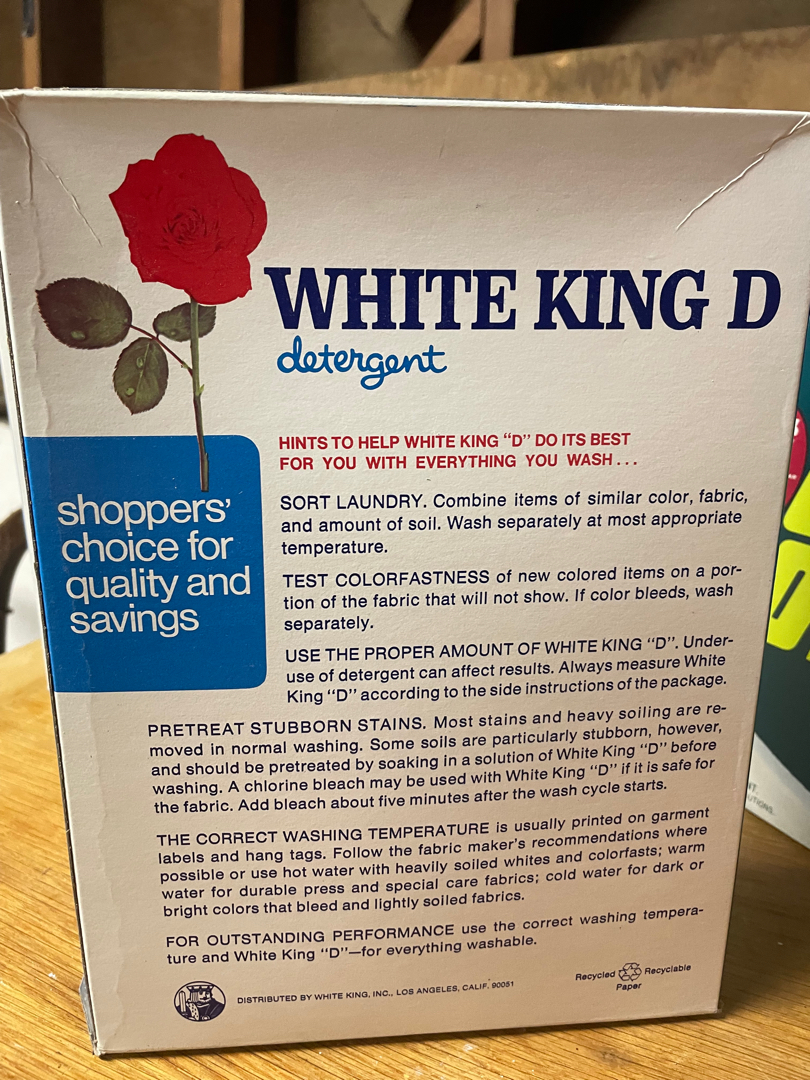 WHITE KING D
detergent
shoppers'
choice for
quality and
savings
HINTS TO HELP WHITE KING "D" DO ITS BEST
FOR YOU WITH EVERYTHING YOU WASH...
SORT LAUNDRY. Combine items of similar color, fabric,
and amount of soil. Wash separately at most appropriate
temperature.
TEST COLORFASTNESS of new colored items on a por-
tion of the fabric that will not show. If color bleeds, wash
separately.
USE THE PROPER AMOUNT OF WHITE KING "D". Under-
use of detergent can affect results. Always measure White
King "D" according to the side instructions of the package.
PRETREAT STUBBORN STAINS. Most stains and heavy soiling are re-
moved in normal washing. Some soils are particularly stubborn, however,
and should be pretreated by soaking in a solution of White King "D" before
washing. A chlorine bleach may be used with White King "D" if it is safe for
the fabric. Add bleach about five minutes after the wash cycle starts.
THE CORRECT WASHING TEMPERATURE is usually printed on garment
labels and hang tags. Follow the fabric maker's recommendations where
possible or use hot water with heavily soiled whites and colorfasts; warm
water for durable press and special care fabrics; cold water for dark or
bright colors that bleed and lightly soiled fabrics.
FOR OUTSTANDING PERFORMANCE use the correct washing tempera-
ture and White King "D"—for everything washable.
DISTRIBUTED BY WHITE KING, INC., LOS ANGELES, CALIF. 90051
Recycled Recyclable
Paper